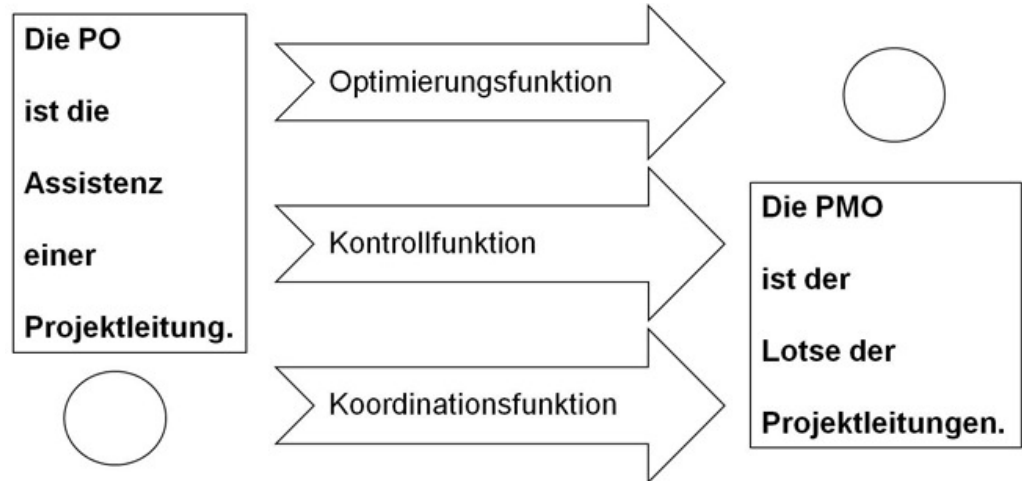 Die PO
ist die
Assistenz
einer
Projektleitung.
Optimierungsfunktion
Kontrollfunktion
Koordinationsfunktion
Die PMO
ist der
Lotse der
Projektleitungen.